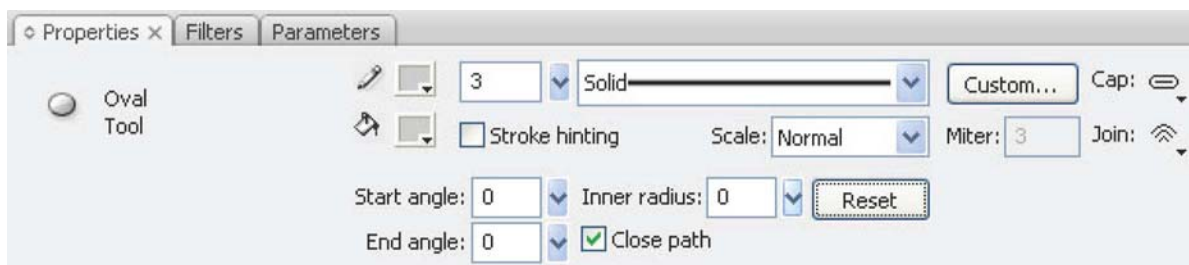 Properties Filters Parameters
Oval Tool
3 Solid Custom... Cap:
Stroke hinting Scale: Normal Miter: 3 Join:
Start angle: 0 Inner radius: 0 Reset
End angle: 0 Close path